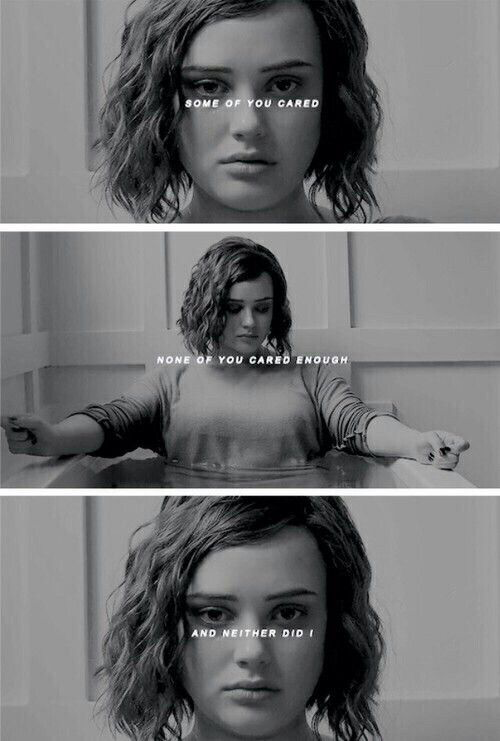 SOME OF YOU CARED
NONE OF YOU CARED ENOUGH
AND NEITHER DID I